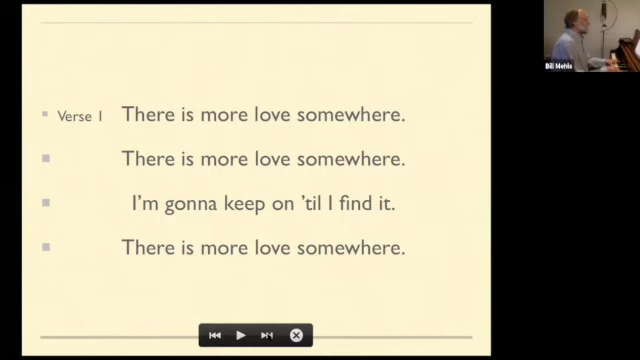 Verse 1 There is more love somewhere.
There is more love somewhere.
I'm gonna keep on 'til I find it.
There is more love somewhere.
Bill Mehls